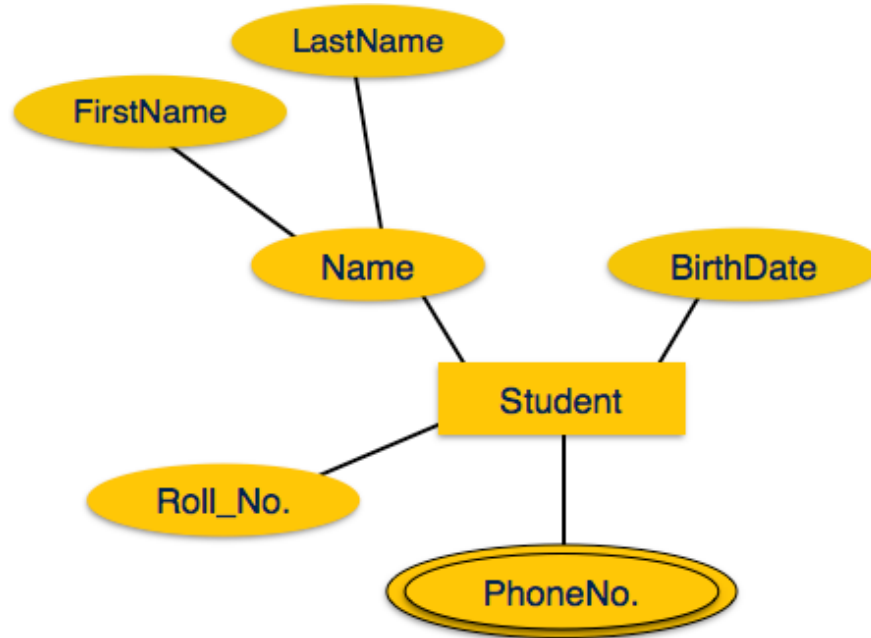 LastName
FirstName
Name
BirthDate
Student
Roll_No.
PhoneNo.